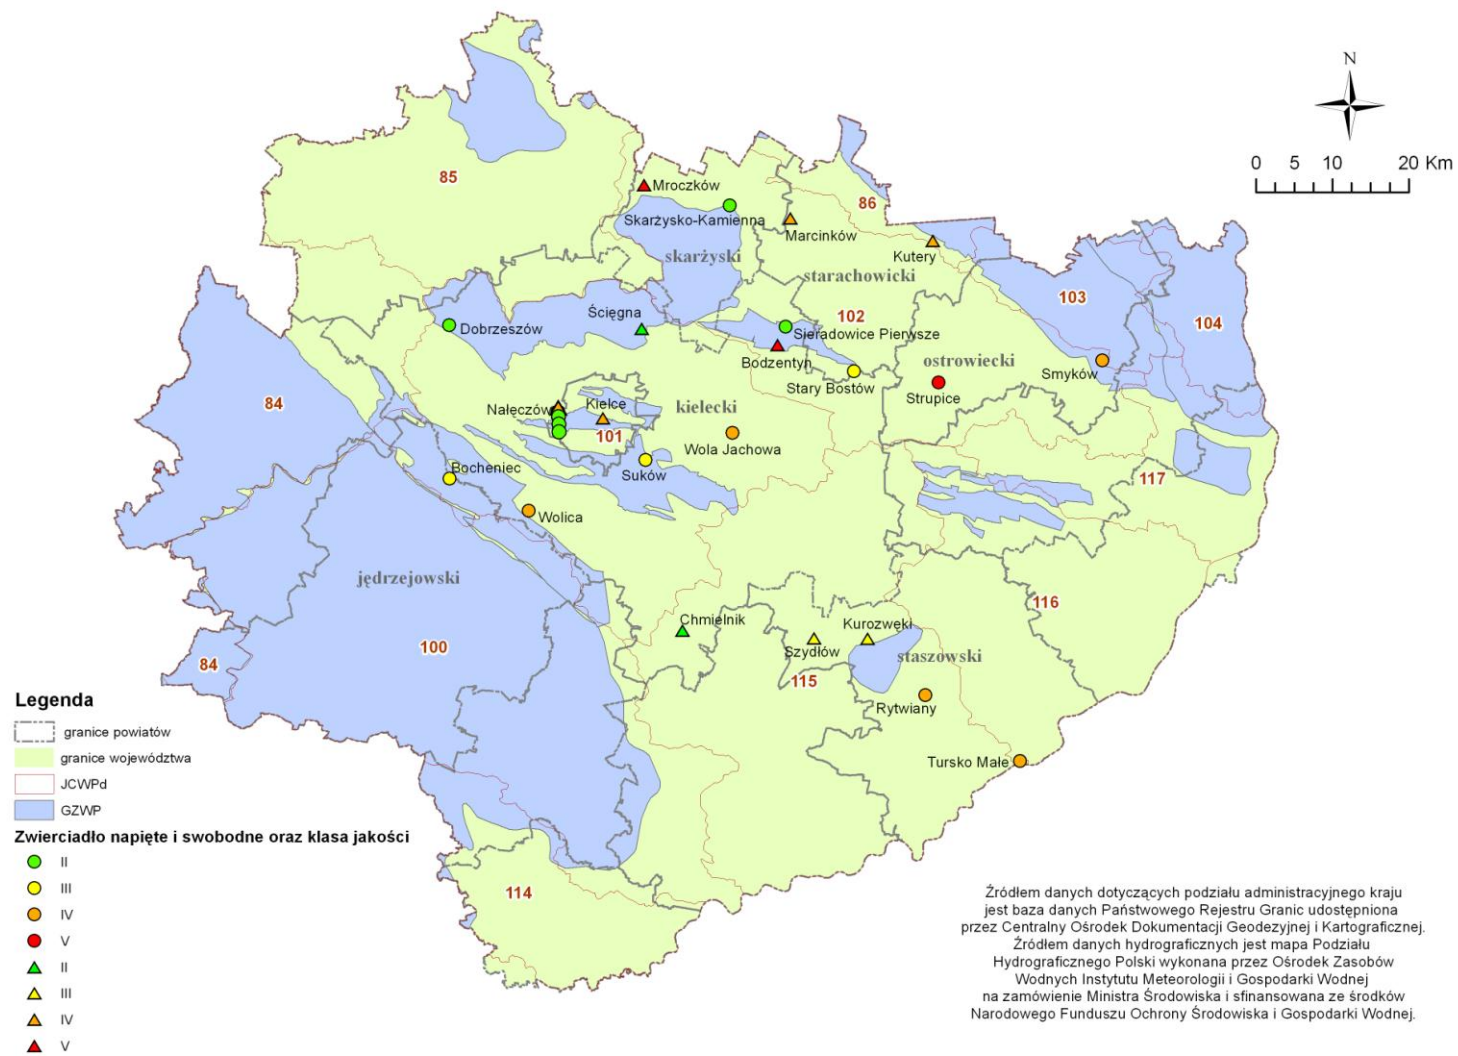 N
0 5 10 20 Km
85
Mroczków
86
Skarżysko-Kamienna
Marcinków
Kutery
skarżyski
starachowicki
103
104
Ścięgna
102
Dobrzeszów
Sieradowice Pierwsze
Bodzentyn
ostrowiecki
Smyków
Stary Bostów
Strupice
84
Nałęczów
Kielce
kielecki
101
Wola Jachowa
Bocheniec
Suków
117
Wolica
jędrzejowski
116
Chmielnik
Kurozwęki
100
Szydłów
staszowski
84
115
Rytwiany
Tursko Małe
114
Legenda
granice powiatów
granice województwa
JCWPd
GZWP
Zwierciadło napięte i swobodne oraz klasa jakości
II
III
IV
V
II
III
IV
V
Źródłem danych dotyczących podziału administracyjnego kraju
jest baza danych Państwowego Rejestru Granic udostępniona
przez Centralny Ośrodek Dokumentacji Geodezyjnej i Kartograficznej.
Źródłem danych hydrograficznych jest mapa Podziału
Hydrograficznego Polski wykonana przez Ośrodek Zasobów
Wodnych Instytutu Meteorologii i Gospodarki Wodnej
na zamówienie Ministra Środowiska i sfinansowana ze środków
Narodowego Funduszu Ochrony Środowiska i Gospodarki Wodnej.